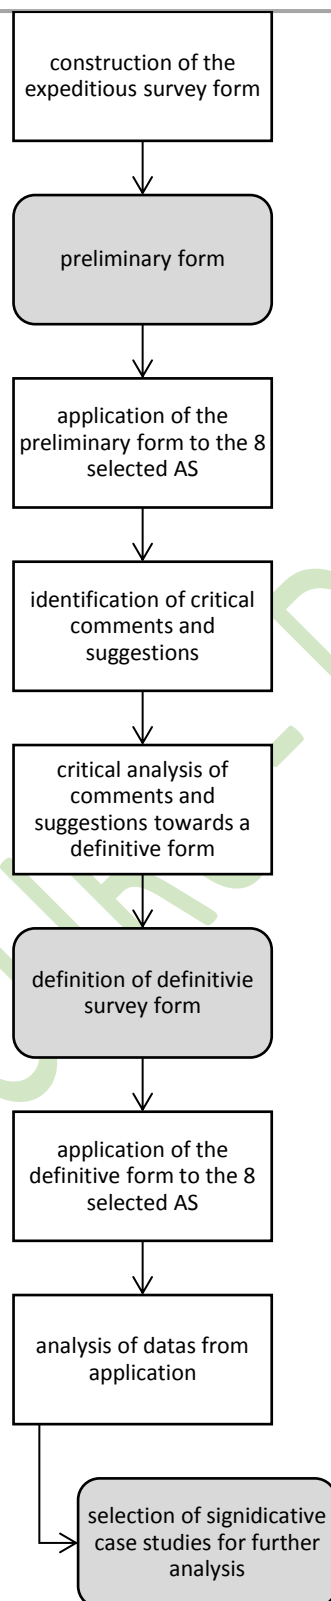 construction of the
expeditious survey form
preliminary form
application of the
preliminary form to the 8
selected AS
identification of critical
comments and
suggestions
critical analysis of
comments and
suggestions towards a
definitive form
definition of definitivie
survey form
application of the
definitive form to the 8
selected AS
analysis of datas from
application
selection of signidicative
case studies for further
analysis